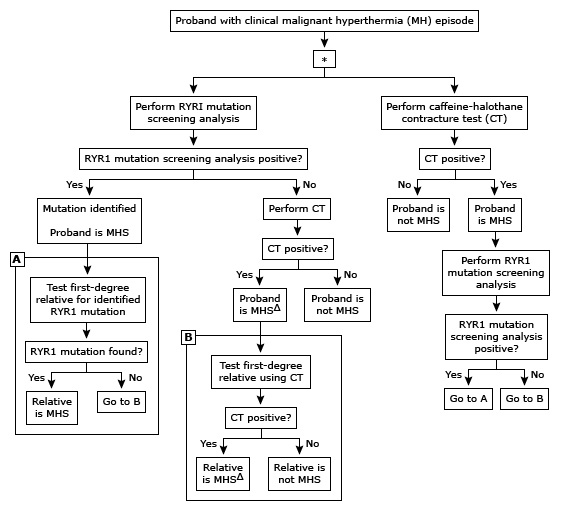 Proband with clinical malignant hyperthermia (MH) episode
*
Perform RYRI mutation
screening analysis
Perform caffeine-halothane
contracture test (CT)
RYR1 mutation screening analysis positive?
CT positive?
Yes
No
No
Yes
Mutation identified
Proband is MHS
Perform CT
Proband is
not MHS
Proband
is MHS
CT positive?
A
Yes
No
Perform RYR1
mutation screening
analysis
Test first-degree
relative for identified
RYR1 mutation
Proband
is MHSΔ
Proband is
not MHS
RYR1 mutation
screening analysis
positive?
B
RYR1 mutation found?
Test first-degree
relative using CT
Yes
No
Yes
No
Relative
is MHS
Go to B
Go to A
Go to B
CT positive?
Yes
No
Relative
is MHSΔ
Relative is
not MHS